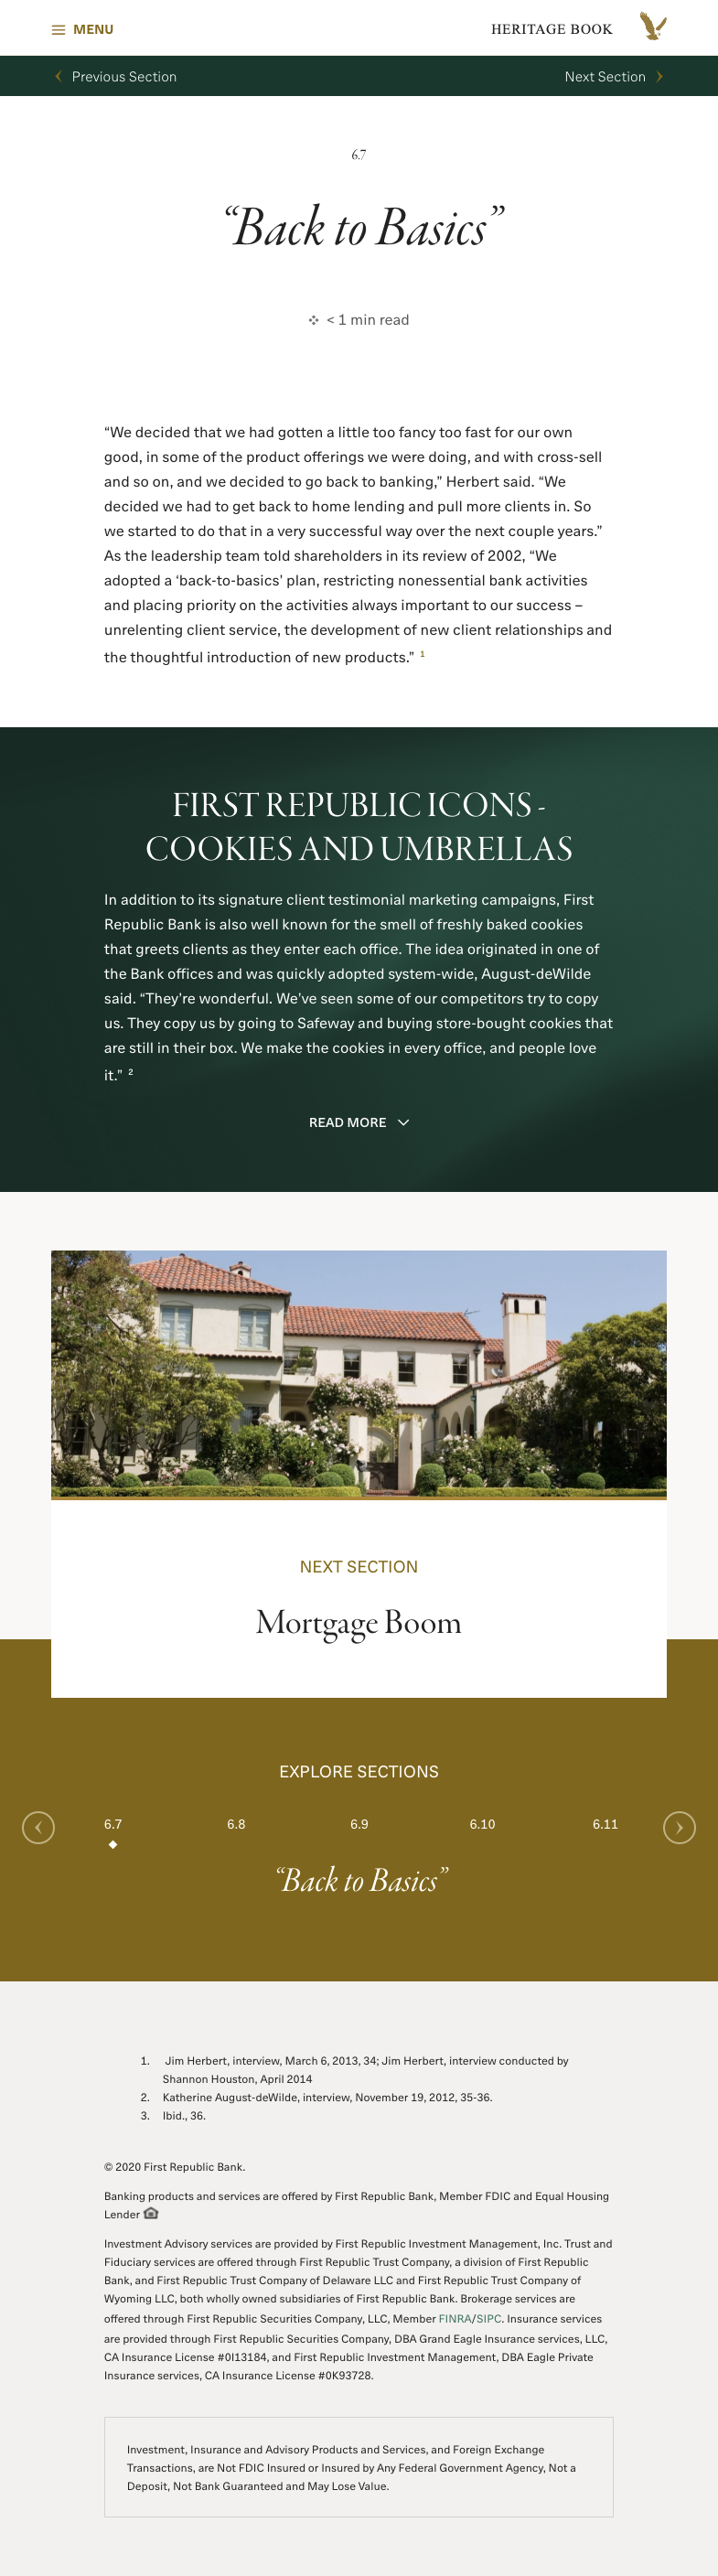 MENU
HERITAGE BOOK
Previous Section
Next Section
6.7
“Back to Basics”
< 1 min read
“We decided that we had gotten a little too fancy too fast for our own
good, in some of the product offerings we were doing, and with cross-sell
and so on, and we decided to go back to banking,” Herbert said. “We
decided we had to get back to home lending and pull more clients in. So
we started to do that in a very successful way over the next couple years.”
As the leadership team told shareholders in its review of 2002, “We
adopted a ‘back-to-basics’ plan, restricting nonessential bank activities
and placing priority on the activities always important to our success –
unrelenting client service, the development of new client relationships and
the thoughtful introduction of new products.” 1
FIRST REPUBLIC ICONS -
COOKIES AND UMBRELLAS
In addition to its signature client testimonial marketing campaigns, First
Republic Bank is also well known for the smell of freshly baked cookies
that greets clients as they enter each office. The idea originated in one of
the Bank offices and was quickly adopted system-wide, August-deWilde
said. “They’re wonderful. We’ve seen some of our competitors try to copy
us. They copy us by going to Safeway and buying store-bought cookies that
are still in their box. We make the cookies in every office, and people love
it.” 2
READ MORE
NEXT SECTION
Mortgage Boom
EXPLORE SECTIONS
6.7 6.8 6.9 6.10 6.11
“Back to Basics”
1. Jim Herbert, interview, March 6, 2013, 34; Jim Herbert, interview conducted by
Shannon Houston, April 2014
2. Katherine August-deWilde, interview, November 19, 2012, 35-36.
3. Ibid., 36.
© 2020 First Republic Bank.
Banking products and services are offered by First Republic Bank, Member FDIC and Equal Housing
Lender
Investment Advisory services are provided by First Republic Investment Management, Inc. Trust and
Fiduciary services are offered through First Republic Trust Company, a division of First Republic
Bank, and First Republic Trust Company of Delaware LLC and First Republic Trust Company of
Wyoming LLC, both wholly owned subsidiaries of First Republic Bank. Brokerage services are
offered through First Republic Securities Company, LLC, Member FINRA/SIPC. Insurance services
are provided through First Republic Securities Company, DBA Grand Eagle Insurance services, LLC,
CA Insurance License #0I13184, and First Republic Investment Management, DBA Eagle Private
Insurance services, CA Insurance License #0K93728.
Investment, Insurance and Advisory Products and Services, and Foreign Exchange
Transactions, are Not FDIC Insured or Insured by Any Federal Government Agency, Not a
Deposit, Not Bank Guaranteed and May Lose Value.